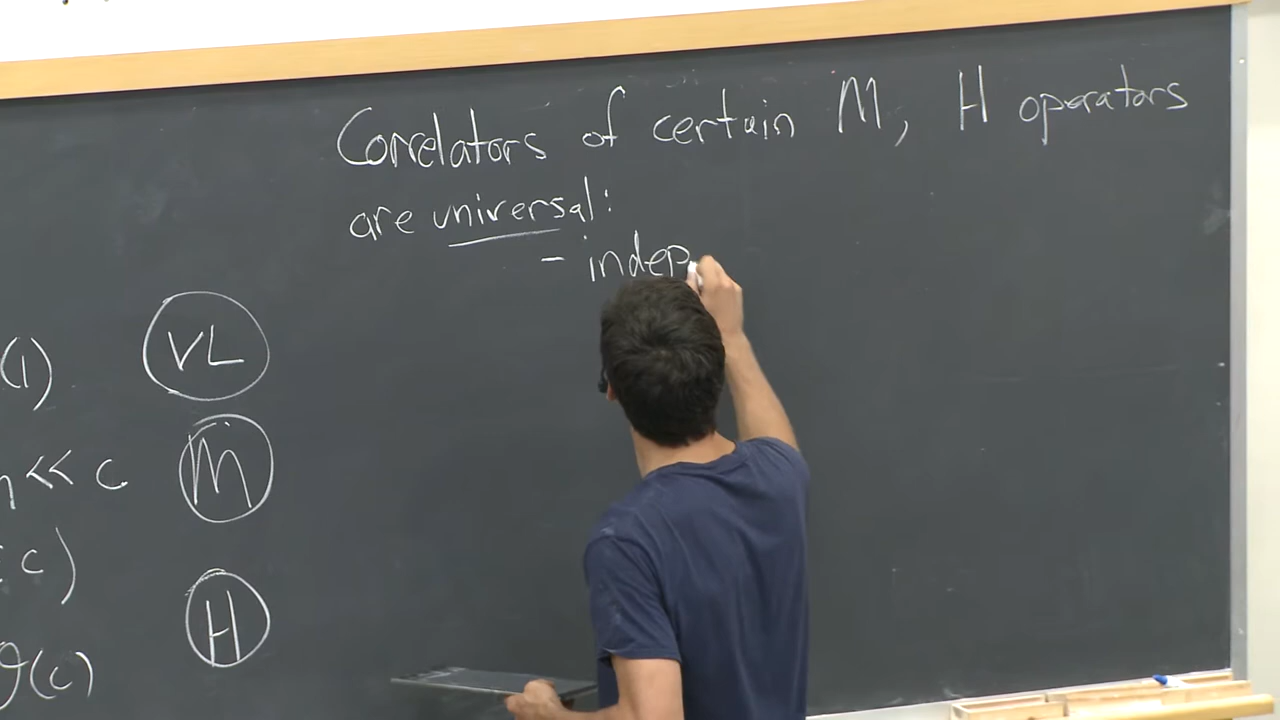 Correlators of certain M, H operators
are universal:
- indep
(1) VL
<< c M
c)
H
O(c)